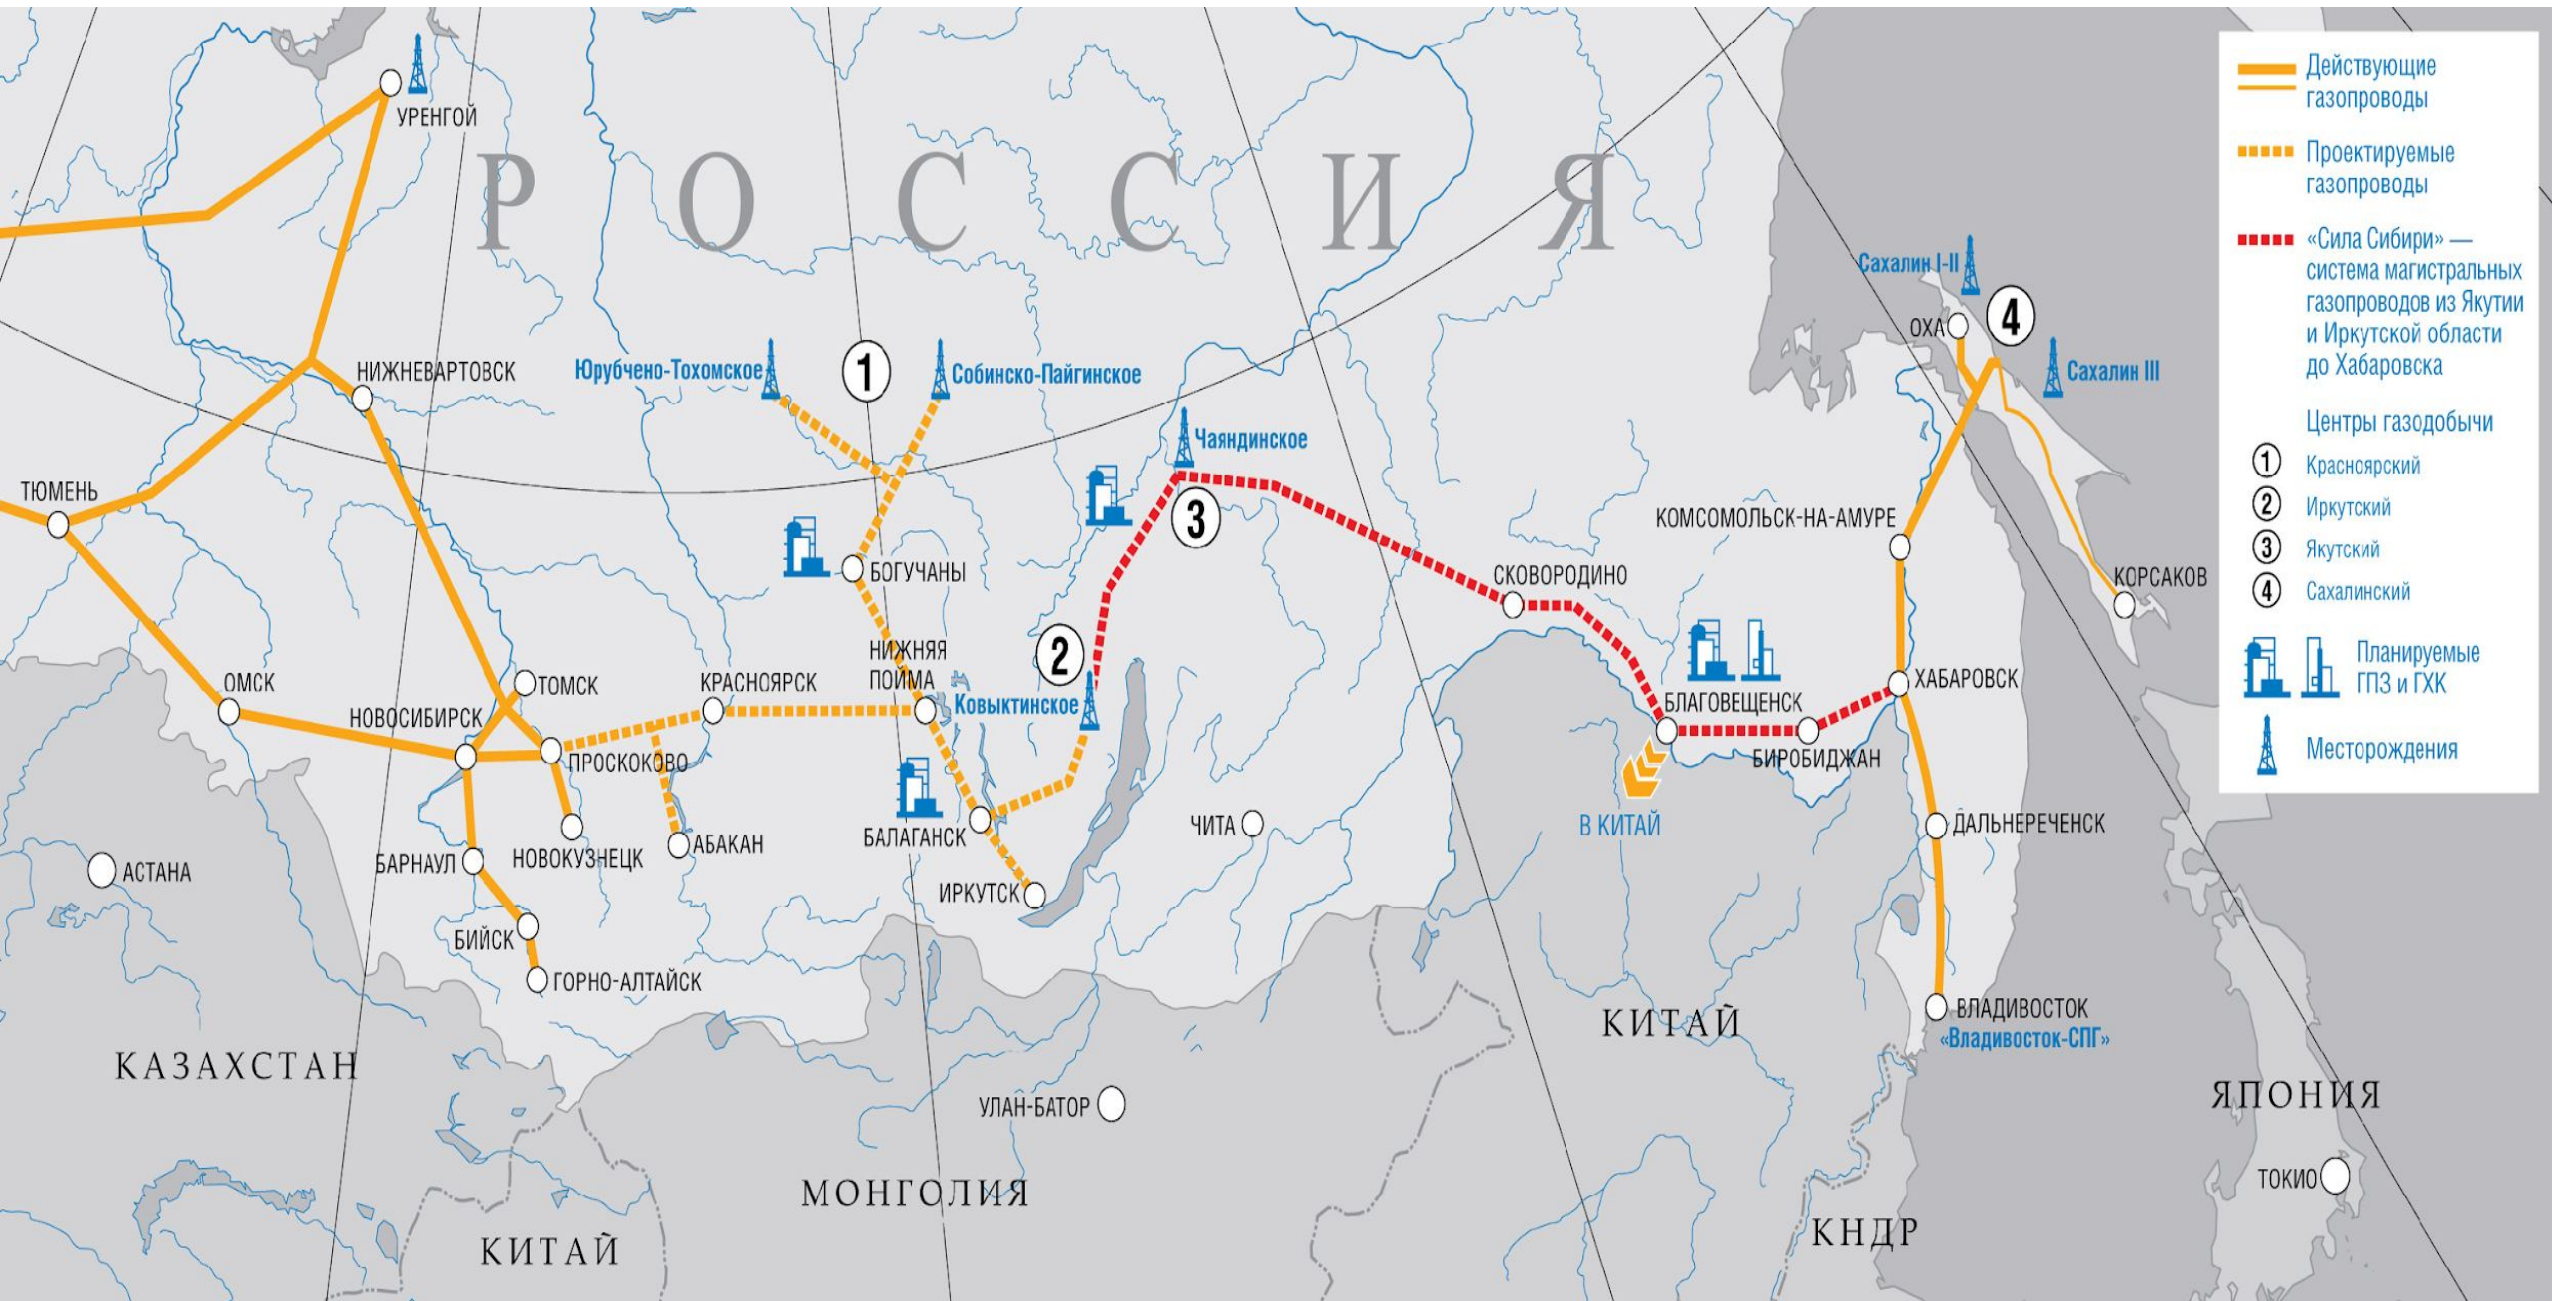 УРЕНГОЙ
РОССИЯ
НИЖНЕВАРТОВСК
ТЮМЕНЬ
ОМСК
НОВОСИБИРСК
ТОМСК
ПРОСКОКОВО
КРАСНОЯРСК
Юрубчено-Тохомское
1
Собинско-Пайгинское
БОГУЧАНЫ
НИЖНЯЯ
ПОЙМА
Чаяндинское
3
2
Ковыктинское
СКОВОРОДИНО
БЛАГОВЕЩЕНСК
БИРОБИДЖАН
В КИТАЙ
Сахалин I-II
ОХА
4
Сахалин III
КОМСОМОЛЬСК-НА-АМУРЕ
КОРСАКОВ
ХАБАРОВСК
ДАЛЬНЕРЕЧЕНСК
ВЛАДИВОСТОК
«Владивосток-СПГ»
БАРНАУЛ
НОВОКУЗНЕЦК
АБАКАН
БАЛАГАНСК
ИРКУТСК
ЧИТА
АСТАНА
БИЙСК
ГОРНО-АЛТАЙСК
КАЗАХСТАН
КИТАЙ
УЛАН-БАТОР
МОНГОЛИЯ
КИТАЙ
КНДР
ЯПОНИЯ
ТОКИО
Действующие
газопроводы
Проектируемые
газопроводы
«Сила Сибири» —
система магистральных
газопроводов из Якутии
и Иркутской области
до Хабаровска
Центры газодобычи
1 Красноярский
2 Иркутский
3 Якутский
4 Сахалинский
Планируемые
ГПЗ и ГХК
Месторождения